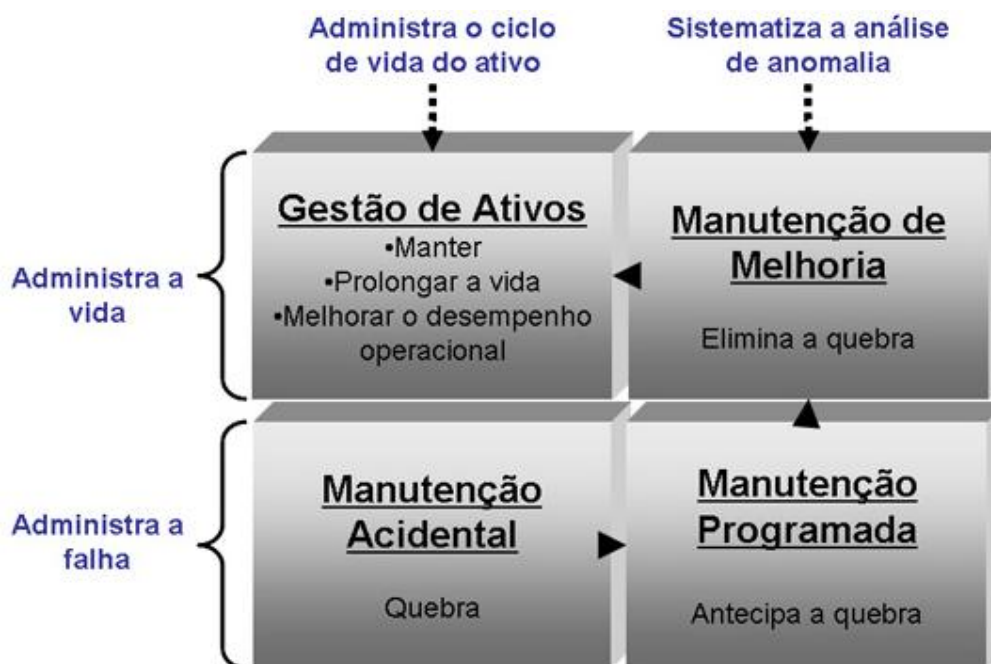 Administra o ciclo
de vida do ativo
Sistematiza a análise
de anomalia
Administra a
vida
Gestão de Ativos
•Manter
•Prolongar a vida
•Melhorar o desempenho
operacional
Manutenção de
Melhoria
Elimina a quebra
Administra a
falha
Manutenção
Acidental
Quebra
Manutenção
Programada
Antecipa a quebra